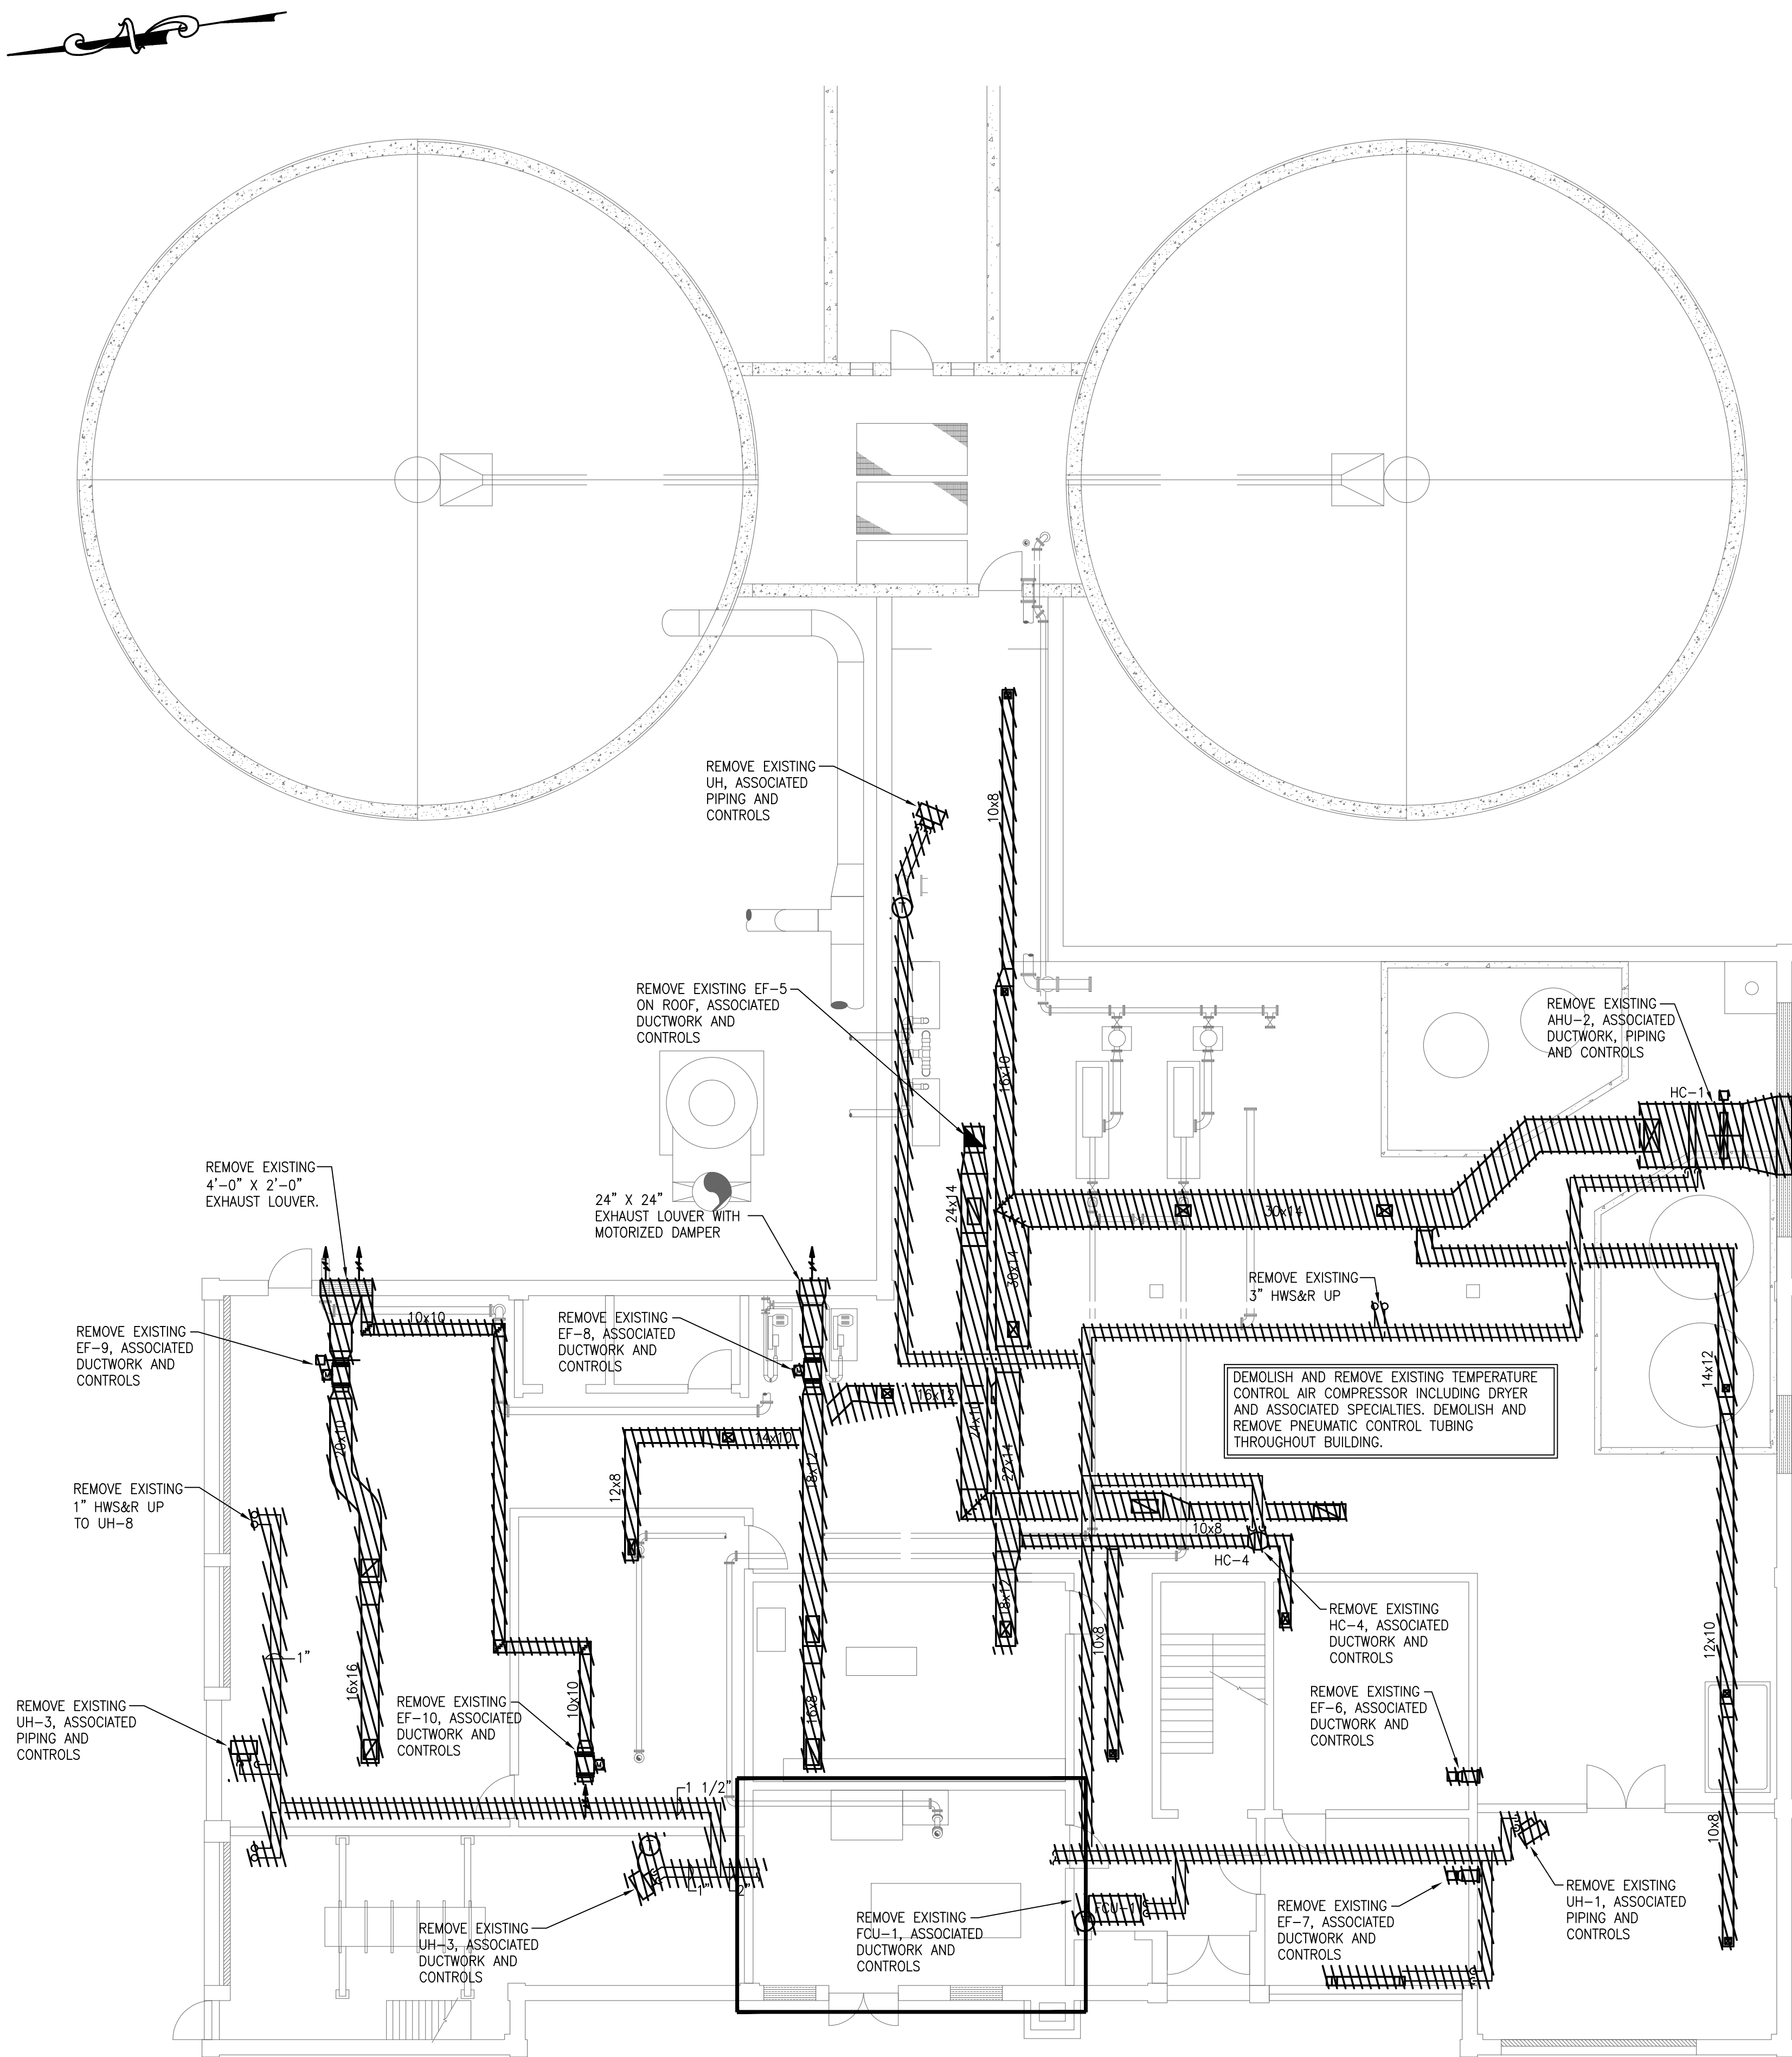 N
REMOVE EXISTING
UH, ASSOCIATED
PIPING AND
CONTROLS
10x8
T
REMOVE EXISTING EF-5
ON ROOF, ASSOCIATED
DUCTWORK AND
CONTROLS
16x10
REMOVE EXISTING
AHU-2, ASSOCIATED
DUCTWORK, PIPING
AND CONTROLS
HC-1
REMOVE EXISTING
4'-0" X 2'-0"
EXHAUST LOUVER.
24" X 24"
EXHAUST LOUVER WITH
MOTORIZED DAMPER
24x14
30x14
30x14
REMOVE EXISTING
3" HWS&R UP
10x10
REMOVE EXISTING
EF-9, ASSOCIATED
DUCTWORK AND
CONTROLS
REMOVE EXISTING
EF-8, ASSOCIATED
DUCTWORK AND
CONTROLS
16x12
24x10
14x12
DEMOLISH AND REMOVE EXISTING TEMPERATURE
CONTROL AIR COMPRESSOR INCLUDING DRYER
AND ASSOCIATED SPECIALTIES. DEMOLISH AND
REMOVE PNEUMATIC CONTROL TUBING
THROUGHOUT BUILDING.
20x10
14x10
18x12
22x14
12x8
REMOVE EXISTING
1" HWS&R UP
TO UH-8
10x8
HC-4
18x12
REMOVE EXISTING
HC-4, ASSOCIATED
DUCTWORK AND
CONTROLS
10x8
12x10
1"
16x16
REMOVE EXISTING
UH-3, ASSOCIATED
PIPING AND
CONTROLS
REMOVE EXISTING
EF-10, ASSOCIATED
DUCTWORK AND
CONTROLS
10x10
16x8
REMOVE EXISTING
EF-6, ASSOCIATED
DUCTWORK AND
CONTROLS
1 1/2"
10x8
T
1"
2"
REMOVE EXISTING
UH-3, ASSOCIATED
DUCTWORK AND
CONTROLS
REMOVE EXISTING
FCU-1, ASSOCIATED
DUCTWORK AND
CONTROLS
FCU-1
REMOVE EXISTING
EF-7, ASSOCIATED
DUCTWORK AND
CONTROLS
REMOVE EXISTING
UH-1, ASSOCIATED
PIPING AND
CONTROLS